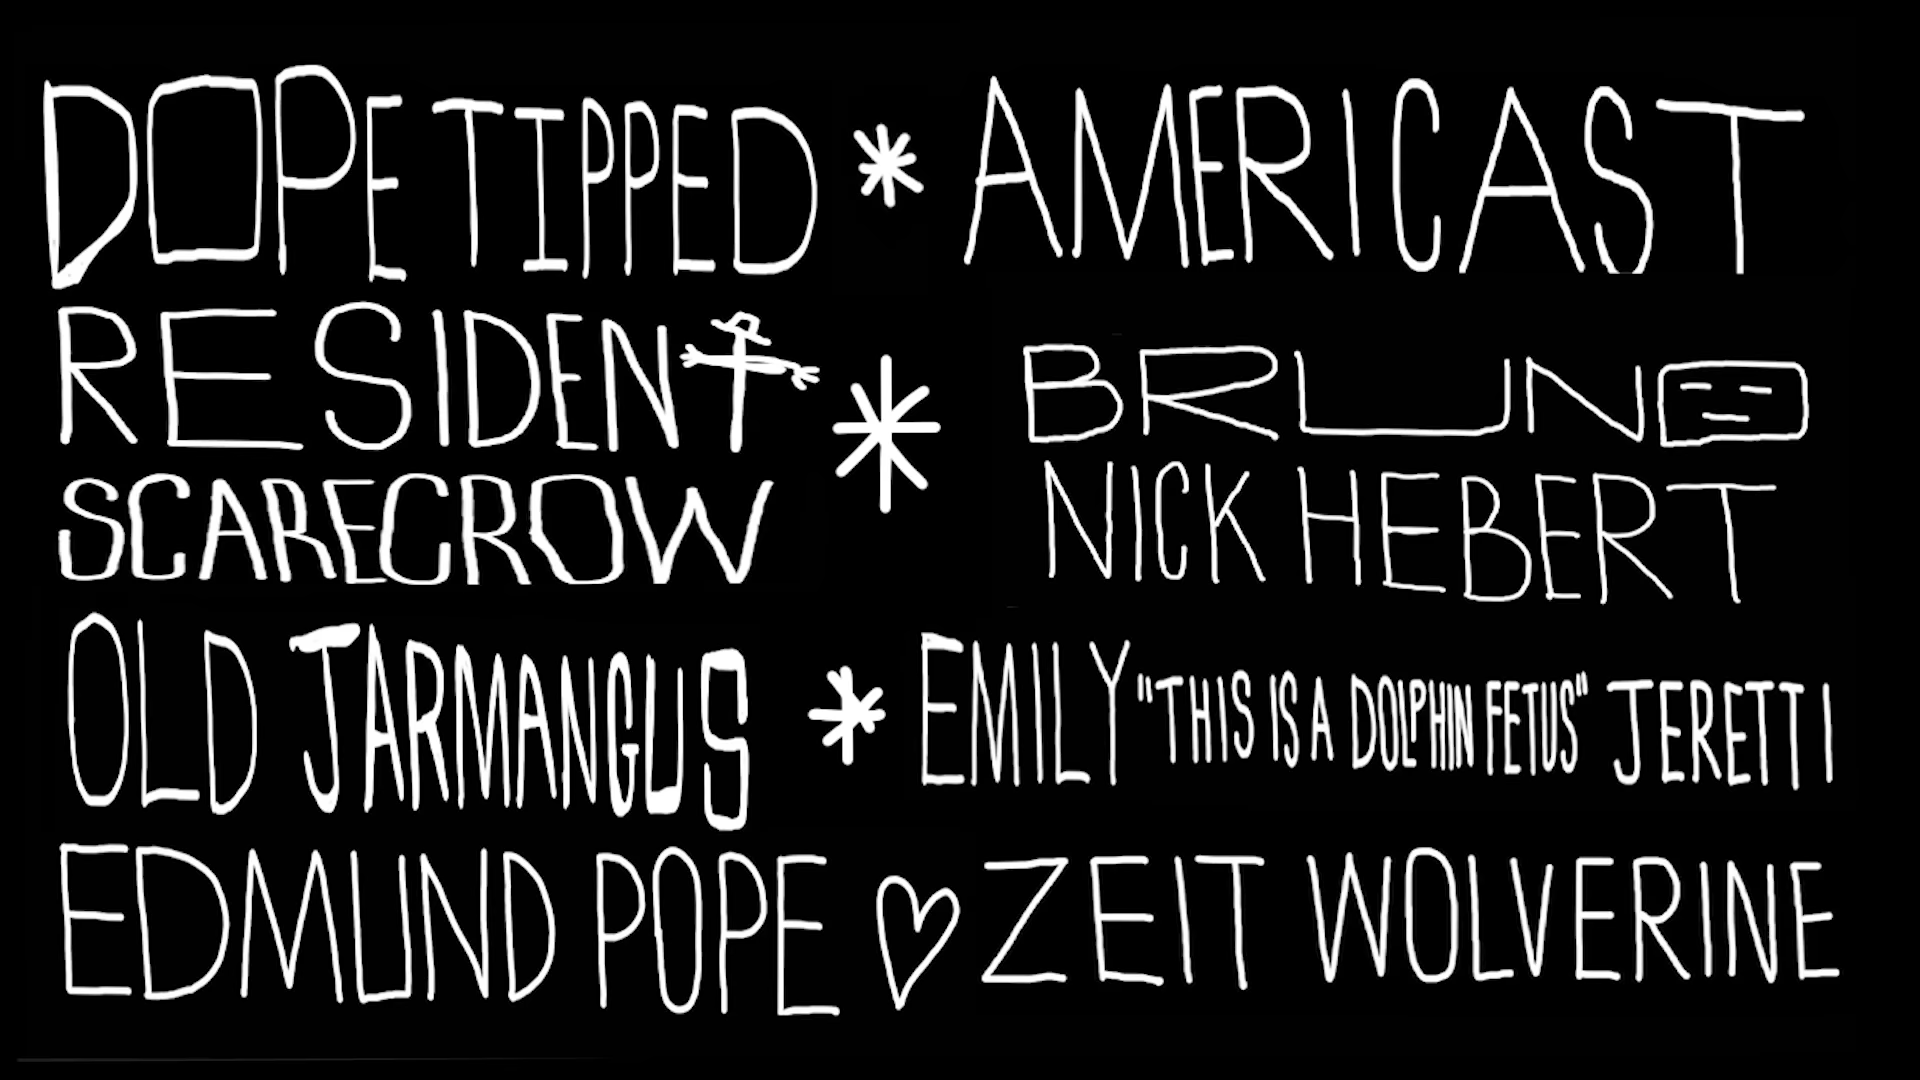 DOPE TIPPED * AMERICAST
RESIDENT * BRUNO
SCARECROW NICK HEBERT
OLD JARMANGUS * EMILY "THIS IS A DOLPHIN FETUS" JERETTI
EDMUND POPE ♡ ZEIT WOLVERINE